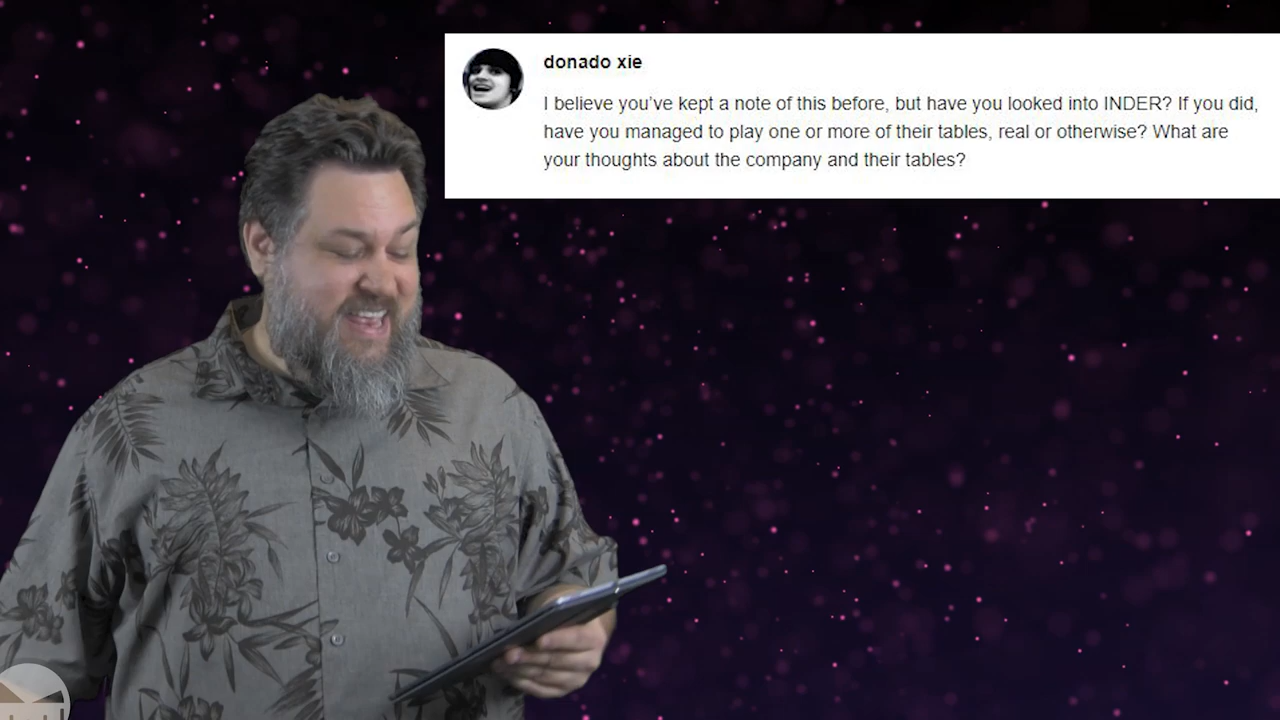 donado xie
I believe you’ve kept a note of this before, but have you looked into INDER? If you did,
have you managed to play one or more of their tables, real or otherwise? What are
your thoughts about the company and their tables?